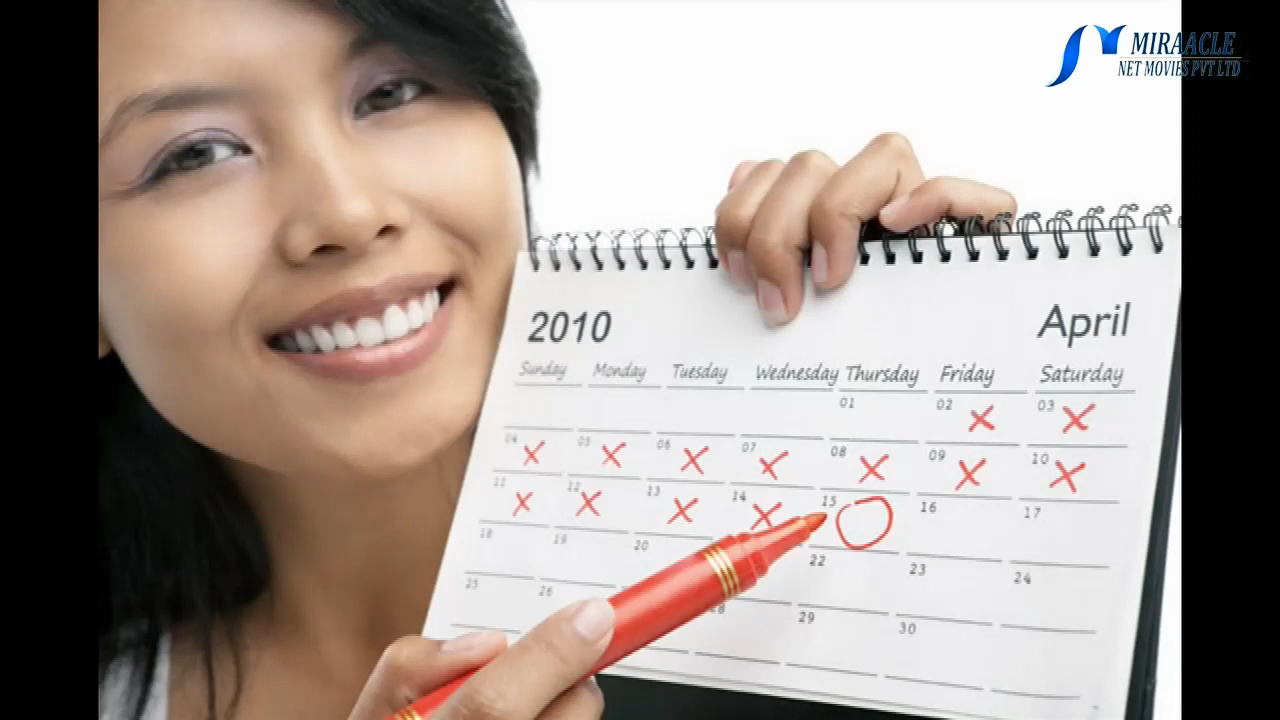 MIRAACLE
NET MOVIES PVT LTD
2010 April
Sunday Monday Tuesday Wednesday Thursday Friday Saturday
01 02 03
04 05 06 07 08 09 10
11 12 13 14 15 16 17
18 19 20 22 23 24
25 26 28 29 30